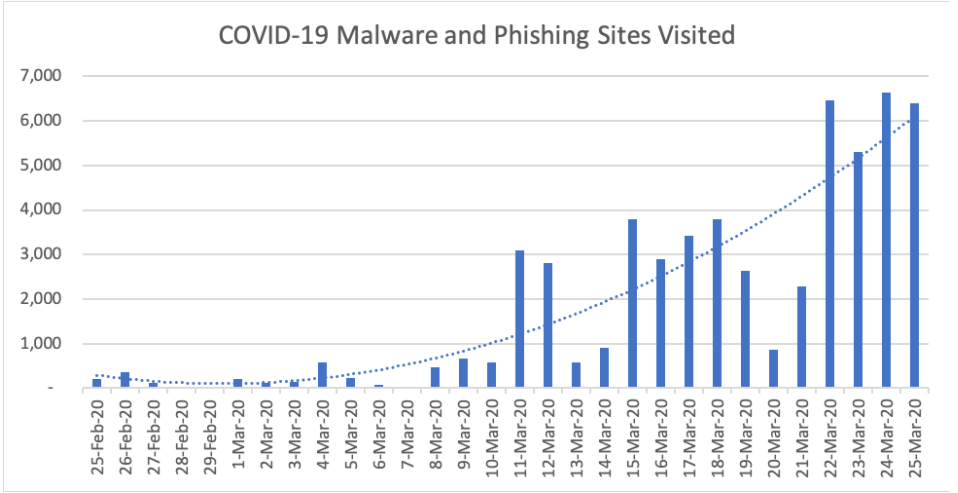 COVID-19 Malware and Phishing Sites Visited
7,000
6,000
5,000
4,000
3,000
2,000
1,000
-
25-Feb-20
26-Feb-20
27-Feb-20
28-Feb-20
29-Feb-20
1-Mar-20
2-Mar-20
3-Mar-20
4-Mar-20
5-Mar-20
6-Mar-20
7-Mar-20
8-Mar-20
9-Mar-20
10-Mar-20
11-Mar-20
12-Mar-20
13-Mar-20
14-Mar-20
15-Mar-20
16-Mar-20
17-Mar-20
18-Mar-20
19-Mar-20
20-Mar-20
21-Mar-20
22-Mar-20
23-Mar-20
24-Mar-20
25-Mar-20